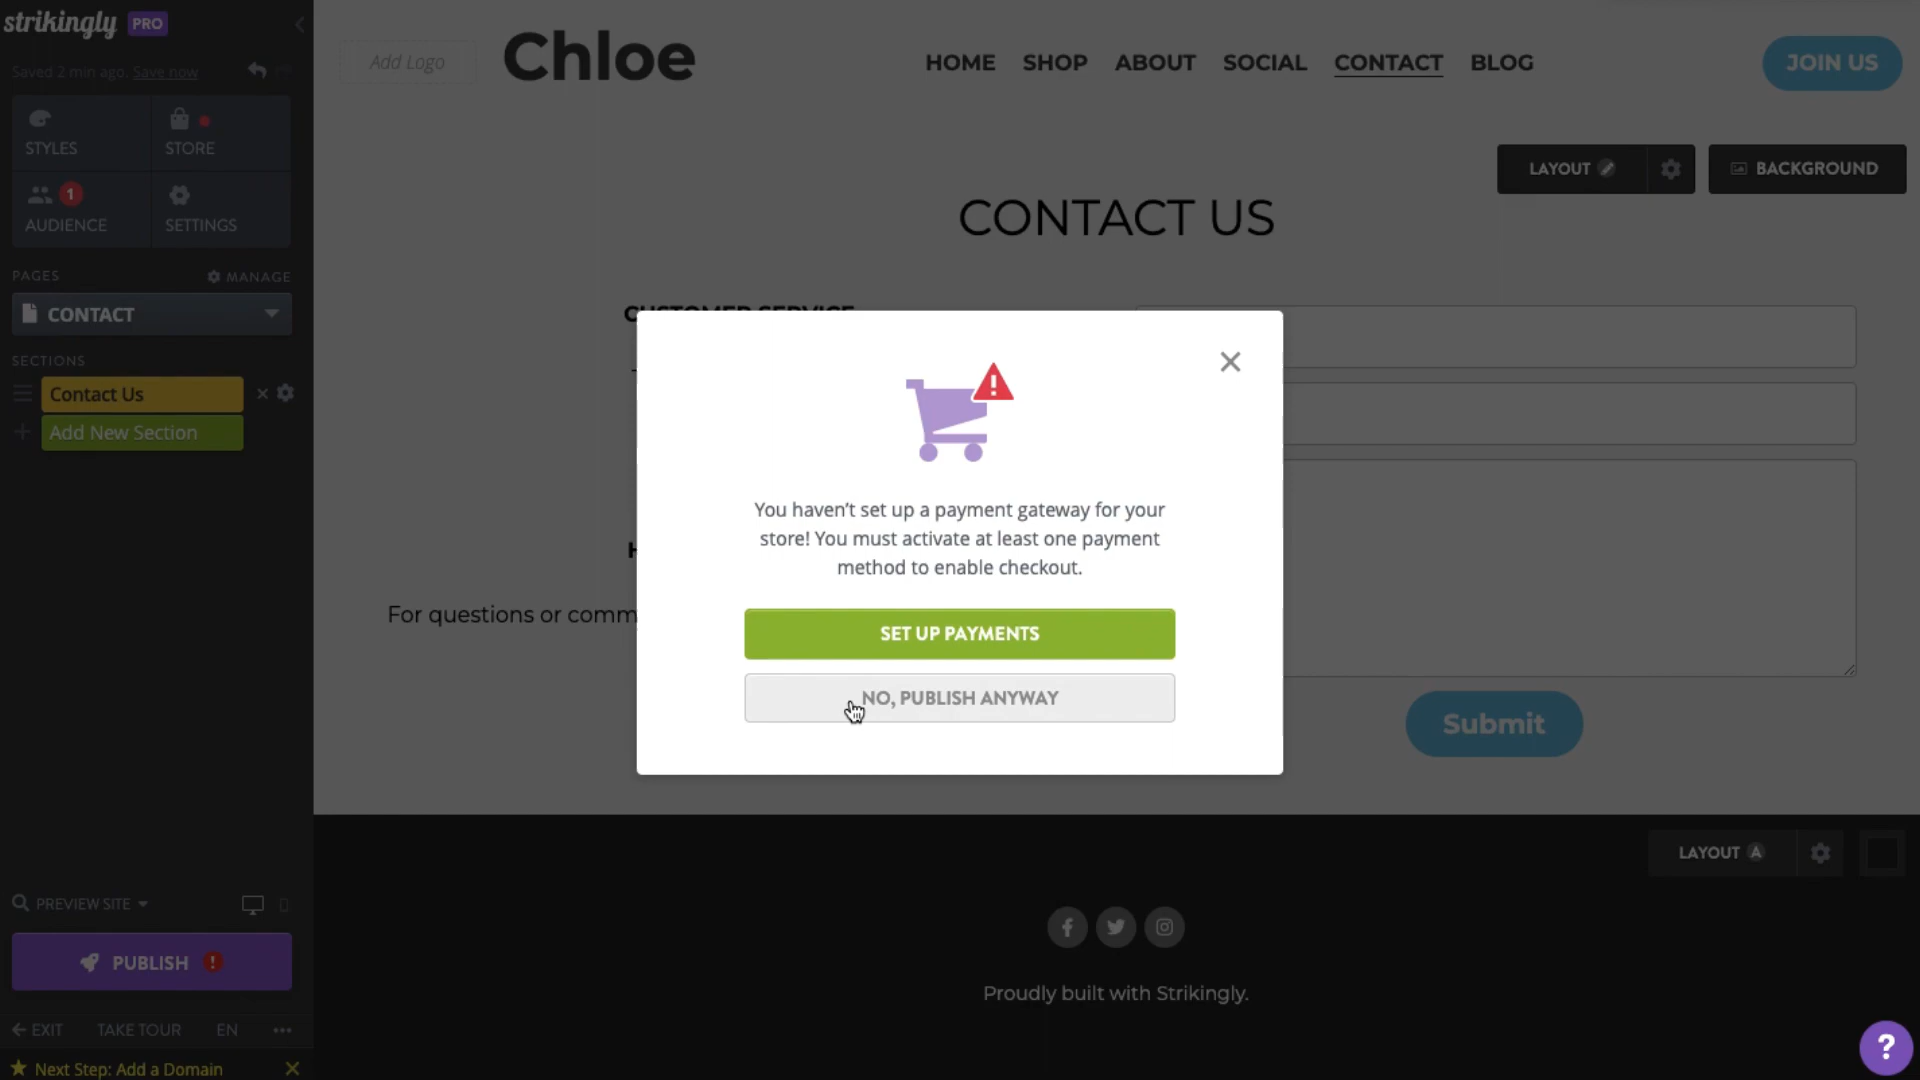 strikingly PRO
Saved 2 min ago. Save now
STYLES
STORE
1
AUDIENCE
SETTINGS
PAGES
MANAGE
CONTACT
SECTIONS
Contact Us
Add New Section
PREVIEW SITE
PUBLISH !
EXIT
TAKE TOUR
EN
Next Step: Add a Domain
Add Logo
Chloe
HOME SHOP ABOUT SOCIAL CONTACT BLOG
JOIN US
LAYOUT
BACKGROUND
CONTACT US
CUSTOMER SERVICE
You haven't set up a payment gateway for your
store! You must activate at least one payment
method to enable checkout.
SET UP PAYMENTS
NO, PUBLISH ANYWAY
For questions or comm
Submit
LAYOUT A
Proudly built with Strikingly.
?